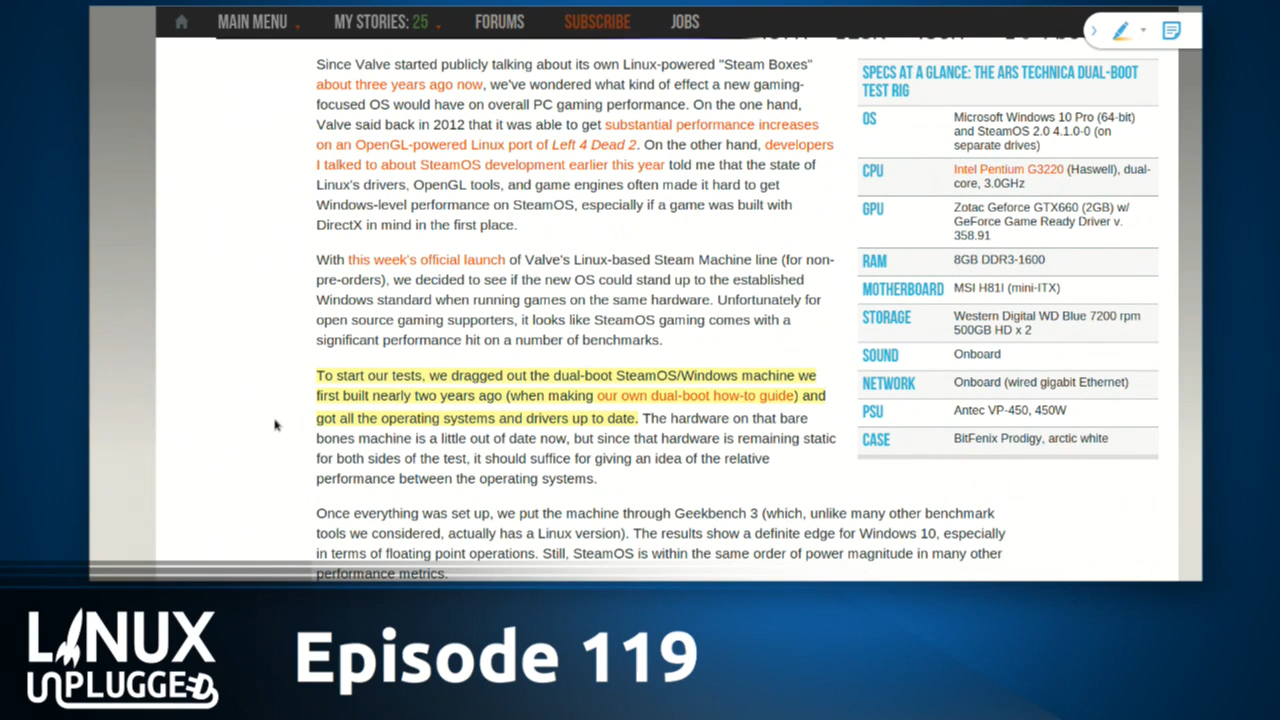 MAIN MENU
MY STORIES: 25
FORUMS
SUBSCRIBE
JOBS
Since Valve started publicly talking about its own Linux-powered "Steam Boxes"
about three years ago now, we've wondered what kind of effect a new gaming-
focused OS would have on overall PC gaming performance. On the one hand,
Valve said back in 2012 that it was able to get substantial performance increases
on an OpenGL-powered Linux port of Left 4 Dead 2. On the other hand, developers
I talked to about SteamOS development earlier this year told me that the state of
Linux's drivers, OpenGL tools, and game engines often made it hard to get
Windows-level performance on SteamOS, especially if a game was built with
DirectX in mind in the first place.
With this week's official launch of Valve's Linux-based Steam Machine line (for non-
pre-orders), we decided to see if the new OS could stand up to the established
Windows standard when running games on the same hardware. Unfortunately for
open source gaming supporters, it looks like SteamOS gaming comes with a
significant performance hit on a number of benchmarks.
To start our tests, we dragged out the dual-boot SteamOS/Windows machine we
first built nearly two years ago (when making our own dual-boot how-to guide) and
got all the operating systems and drivers up to date. The hardware on that bare
bones machine is a little out of date now, but since that hardware is remaining static
for both sides of the test, it should suffice for giving an idea of the relative
performance between the operating systems.
Once everything was set up, we put the machine through Geekbench 3 (which, unlike many other benchmark
tools we considered, actually has a Linux version). The results show a definite edge for Windows 10, especially
in terms of floating point operations. Still, SteamOS is within the same order of power magnitude in many other
performance metrics.
SPECS AT A GLANCE: THE ARS TECHNICA DUAL-BOOT
TEST RIG
OS
Microsoft Windows 10 Pro (64-bit)
and SteamOS 2.0 4.1.0-0 (on
separate drives)
CPU
Intel Pentium G3220 (Haswell), dual-
core, 3.0GHz
GPU
Zotac Geforce GTX660 (2GB) w/
GeForce Game Ready Driver v.
358.91
RAM
8GB DDR3-1600
MOTHERBOARD
MSI H81I (mini-ITX)
STORAGE
Western Digital WD Blue 7200 rpm
500GB HD x 2
SOUND
Onboard
NETWORK
Onboard (wired gigabit Ethernet)
PSU
Antec VP-450, 450W
CASE
BitFenix Prodigy, arctic white
LINUX
UNPLUGGED
Episode 119